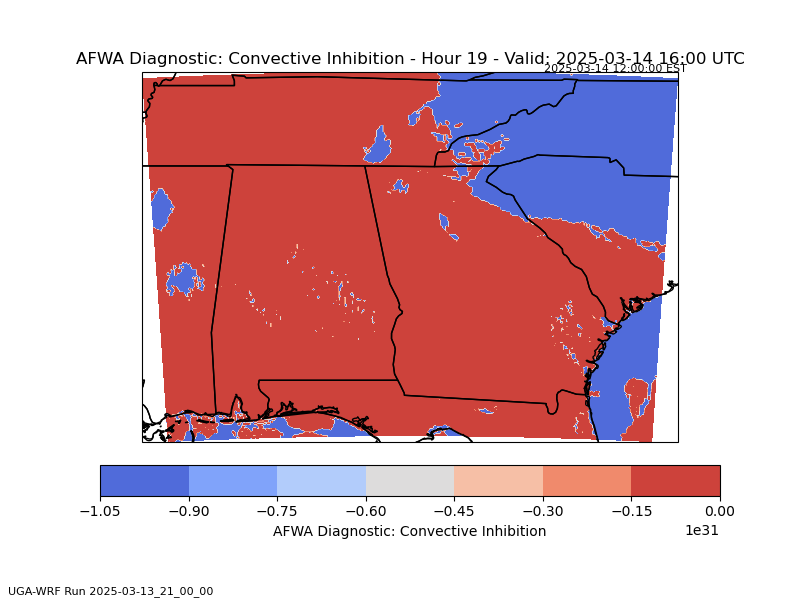 AFWA Diagnostic: Convective Inhibition - Hour 19 - Valid: 2025-03-14 16:00 UTC
2025-03-14 12:00:00 EST
−1.05 −0.90 −0.75 −0.60 −0.45 −0.30 −0.15 0.00
AFWA Diagnostic: Convective Inhibition 1e31
UGA-WRF Run 2025-03-13_21_00_00